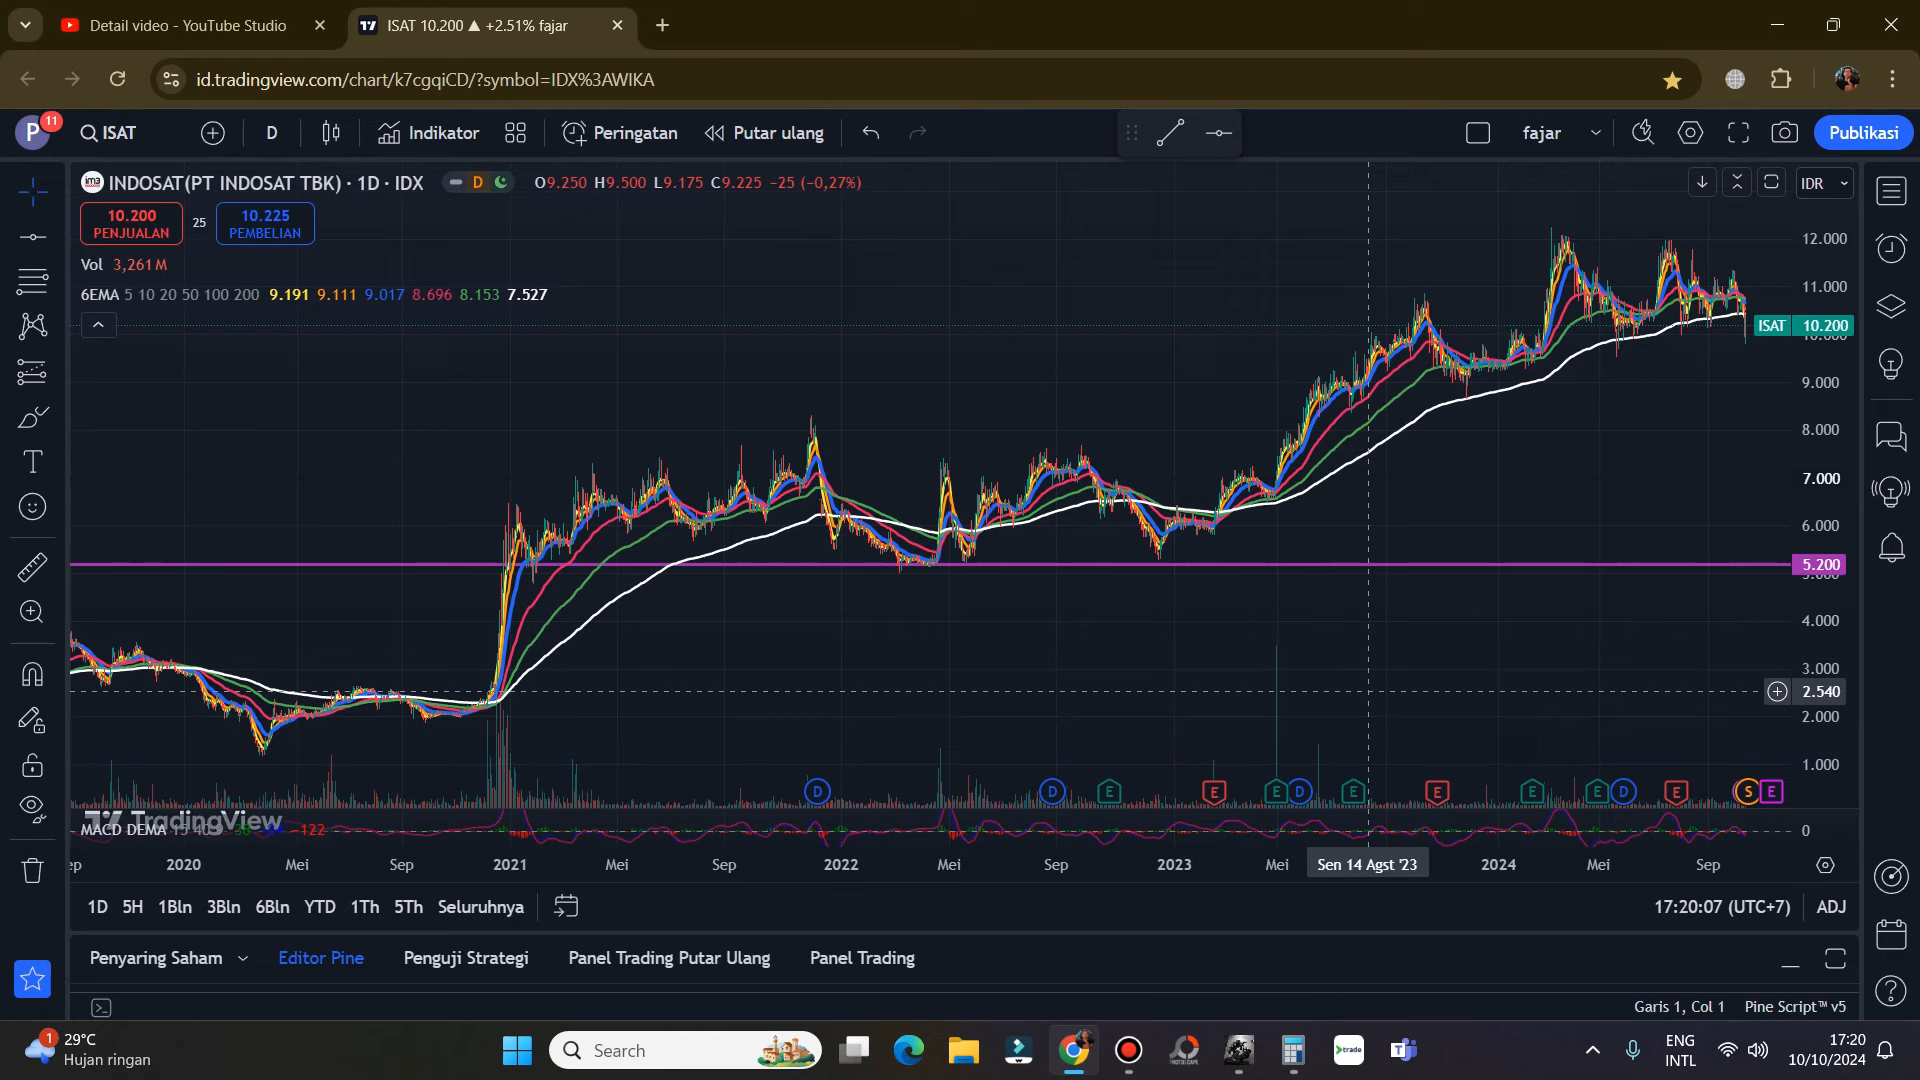 Detail video - YouTube Studio
ISAT 10.200 ▲ +2.51% fajar
id.tradingview.com/chart/k7cgqiCD/?symbol=IDX%3AWIKA
P
11
ISAT
D
Indikator
Peringatan
Putar ulang
fajar
Publikasi
INDOSAT(PT INDOSAT TBK) · 1D · IDX
D
O9.250 H9.500 L9.175 C9.225 −25 (−0,27%)
IDR
10.200
PENJUALAN
25
10.225
PEMBELIAN
Vol 3,261 M
6EMA 5 10 20 50 100 200 9.191 9.111 9.017 8.696 8.153 7.527
12.000
11.000
ISAT 10.200
10.000
9.000
8.000
7.000
6.000
5.200
5.000
4.000
3.000
2.540
2.000
1.000
D
D
E
E
E
D
E
E
E
E
D
E
S
E
TradingView
MACD DEMA
-122
0
2020
Mei
Sep
2021
Mei
Sep
2022
Mei
Sep
2023
Mei
Sen 14 Agst '23
2024
Mei
Sep
1D 5H 1Bln 3Bln 6Bln YTD 1Th 5Th Seluruhnya
17:20:07 (UTC+7)
ADJ
Penyaring Saham
Editor Pine
Penguji Strategi
Panel Trading Putar Ulang
Panel Trading
Garis 1, Col 1
Pine Script™ v5
1
29°C
Hujan ringan
Search
trade
ENG
INTL
17:20
10/10/2024